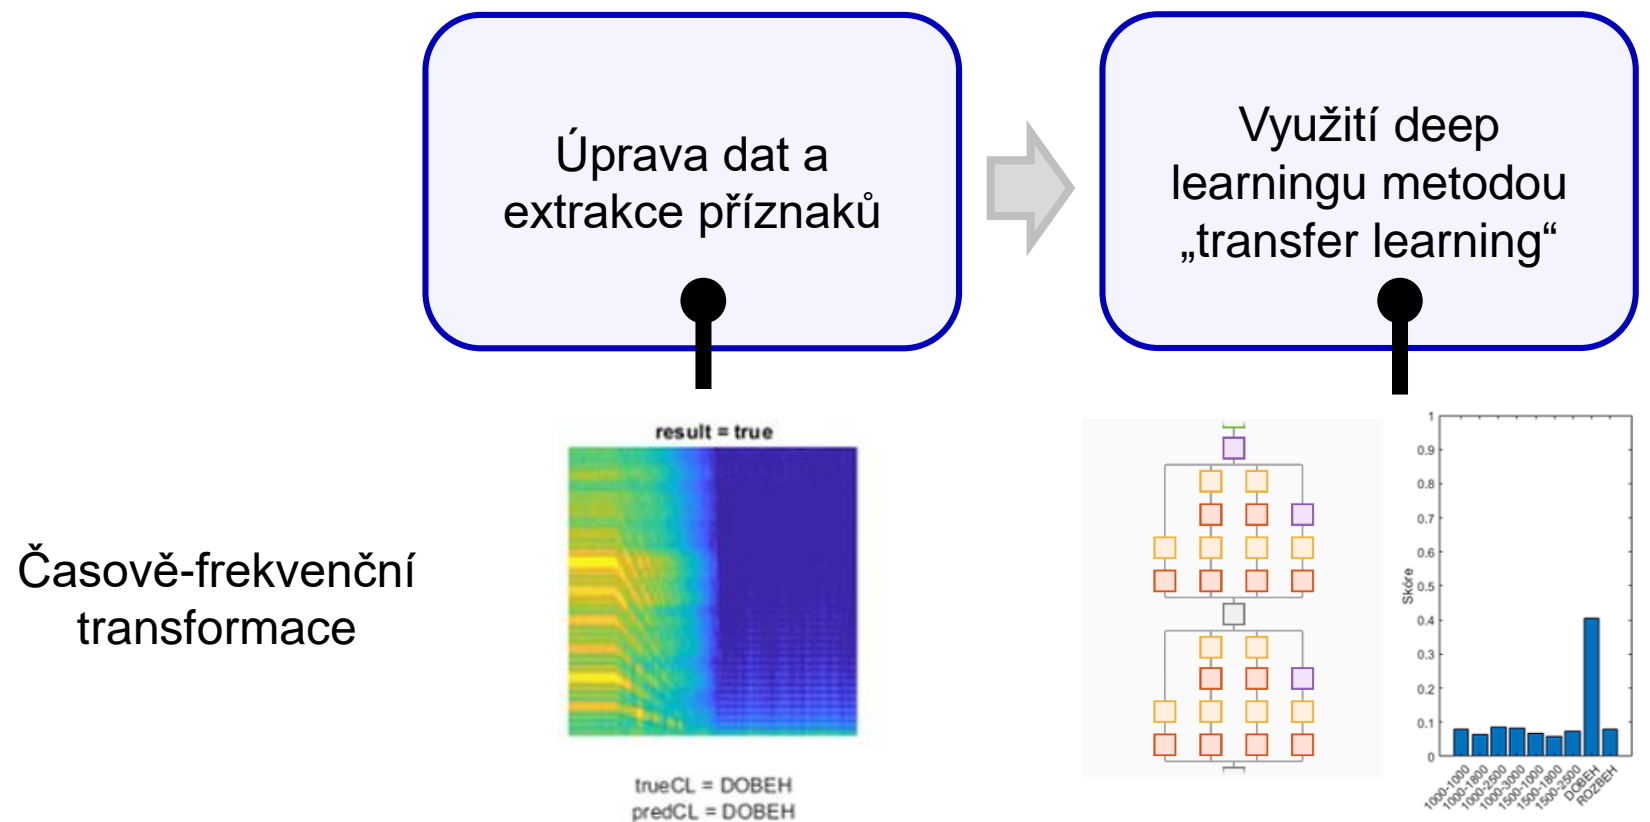 Úprava dat a
extrakce příznaků
Využití deep
learningu metodou
„transfer learning“
Časově-frekvenční
transformace
result = true
trueCL = DOBEH
predCL = DOBEH
1
0.9
0.8
0.7
0.6
0.5
0.4
0.3
0.2
0.1
0
Skóre
1000-1000
1000-1800
1000-2500
1000-3000
1500-1000
1500-1800
1500-2500
DOBEH
ROZBEH